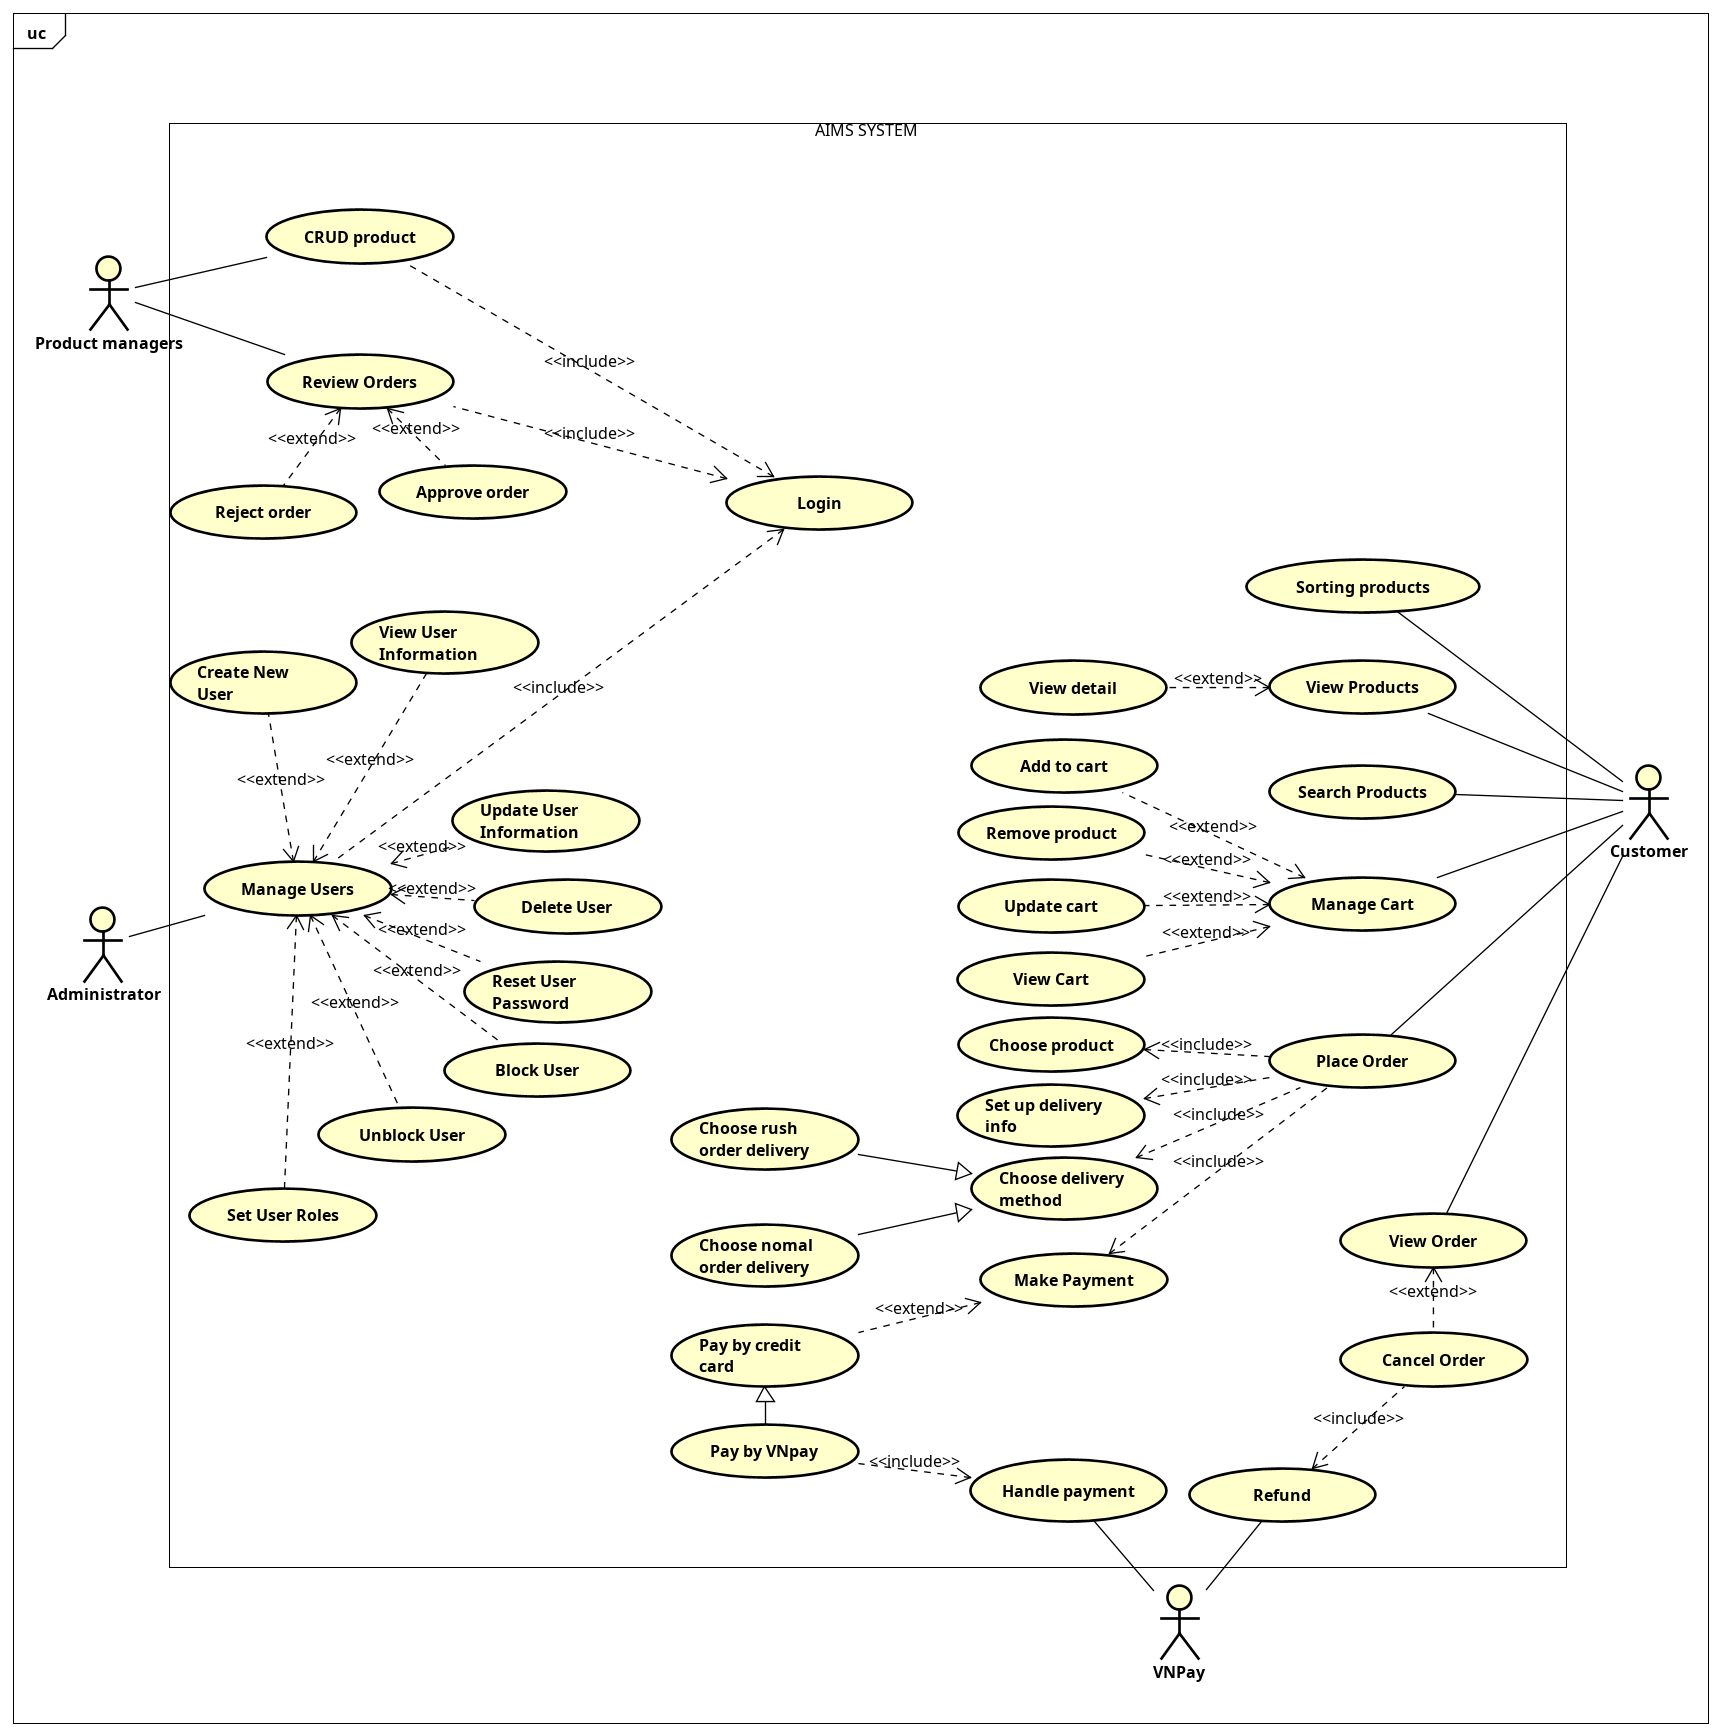 uc
AIMS SYSTEM
CRUD product
Product managers
<<include>>
Review Orders
<<extend>>
<<extend>>
<<include>>
Reject order
Approve order
Login
Sorting products
View User
Information
Create New
User
<<include>>
View detail
<<extend>>
View Products
<<extend>>
<<extend>>
Add to cart
Search Products
Update User
Information
<<extend>>
Remove product
<<extend>>
<<extend>>
Customer
Manage Users
<<extend>>
Delete User
Update cart
<<extend>>
Manage Cart
<<extend>>
<<extend>>
<<extend>>
View Cart
Reset User
Password
Administrator
<<extend>>
<<extend>>
Choose product
<<include>>
Place Order
Block User
<<include>>
Set up delivery
info
<<include>>
Unblock User
Choose rush
order delivery
<<include>>
Choose delivery
method
Set User Roles
Choose nomal
order delivery
View Order
Make Payment
<<extend>>
<<extend>>
Pay by credit
card
Cancel Order
<<include>>
Pay by VNpay
<<include>>
Handle payment
Refund
VNPay